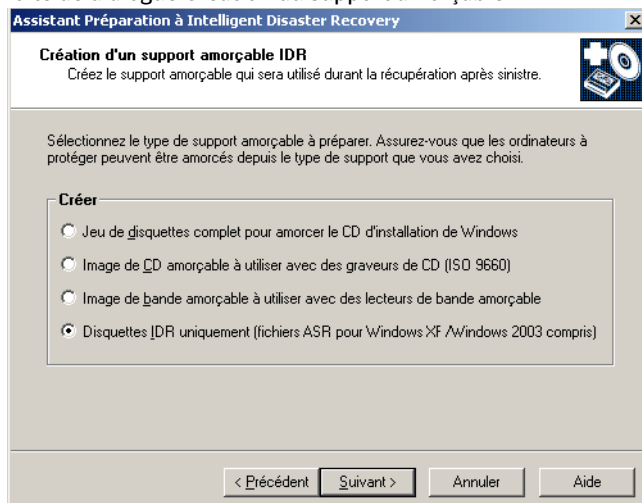 Assistant Préparation à Intelligent Disaster Recovery
Création d'un support amorçable IDR
Créez le support amorçable qui sera utilisé durant la récupération après sinistre.
Sélectionnez le type de support amorçable à préparer. Assurez-vous que les ordinateurs à
protéger peuvent être amorcés depuis le type de support que vous avez choisi.
Créer
Jeu de disquettes complet pour amorcer le CD d'installation de Windows
Image de CD amorçable à utiliser avec des graveurs de CD (ISO 9660)
Image de bande amorçable à utiliser avec des lecteurs de bande amorçable
Disquettes IDR uniquement (fichiers ASR pour Windows XP /Windows 2003 compris)
< Précédent Suivant > Annuler Aide